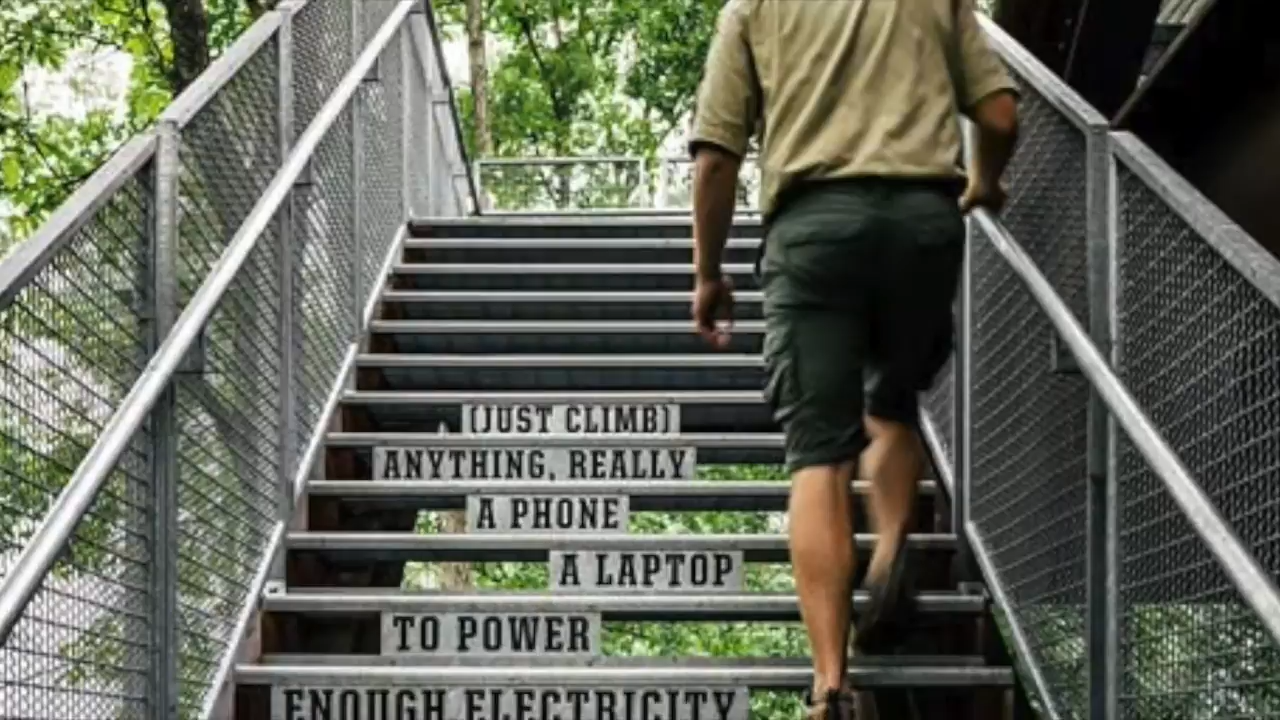 (JUST CLIMB)
ANYTHING, REALLY
A PHONE
A LAPTOP
TO POWER
ENOUGH ELECTRICITY